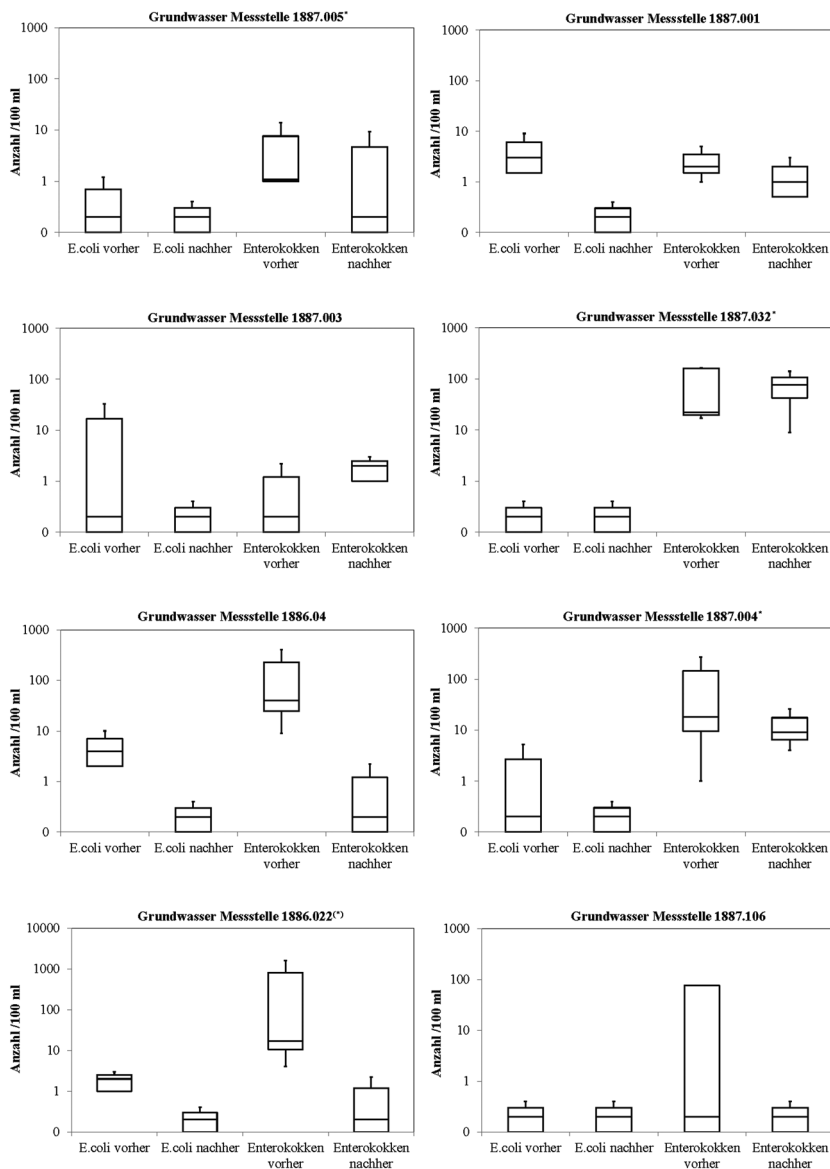 Grundwasser Messstelle 1887.005*
Anzahl /100 ml
1000
100
10
1
0
E.coli vorher
E.coli nachher
Enterokokken
vorher
Enterokokken
nachher
Grundwasser Messstelle 1887.001
Anzahl /100 ml
1000
100
10
1
0
E.coli vorher
E.coli nachher
Enterokokken
vorher
Enterokokken
nachher
Grundwasser Messstelle 1887.003
Anzahl /100 ml
1000
100
10
1
0
E.coli vorher
E.coli nachher
Enterokokken
vorher
Enterokokken
nachher
Grundwasser Messstelle 1887.032*
Anzahl /100 ml
1000
100
10
1
0
E.coli vorher
E.coli nachher
Enterokokken
vorher
Enterokokken
nachher
Grundwasser Messstelle 1886.04
Anzahl /100 ml
1000
100
10
1
0
E.coli vorher
E.coli nachher
Enterokokken
vorher
Enterokokken
nachher
Grundwasser Messstelle 1887.004*
Anzahl /100 ml
1000
100
10
1
0
E.coli vorher
E.coli nachher
Enterokokken
vorher
Enterokokken
nachher
Grundwasser Messstelle 1886.022(*)
Anzahl /100 ml
10000
1000
100
10
1
0
E.coli vorher
E.coli nachher
Enterokokken
vorher
Enterokokken
nachher
Grundwasser Messstelle 1887.106
Anzahl /100 ml
1000
100
10
1
0
E.coli vorher
E.coli nachher
Enterokokken
vorher
Enterokokken
nachher